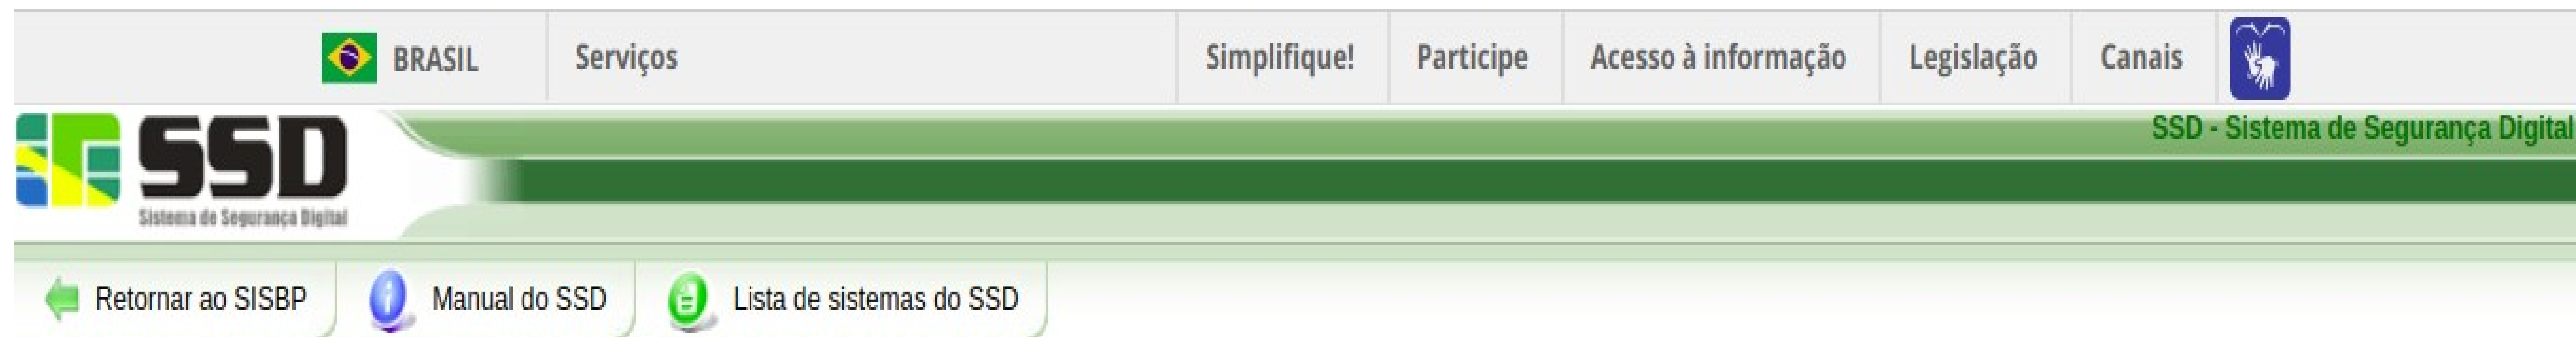 BRASIL Serviços Simplifique! Participe Acesso à informação Legislação Canais
SSD
Sistema de Segurança Digital
SSD - Sistema de Segurança Digital
Retornar ao SISBP Manual do SSD Lista de sistemas do SSD